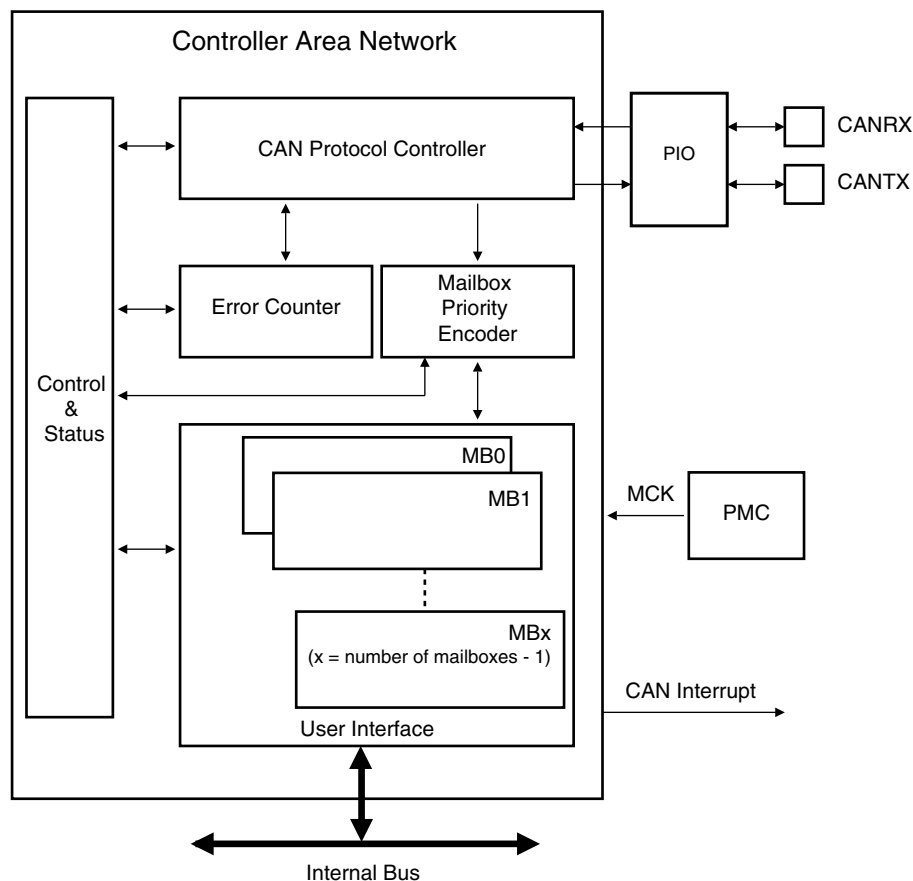 Controller Area Network
CAN Protocol Controller
PIO
CANRX
CANTX
Error Counter
Mailbox
Priority
Encoder
Control
&
Status
MB0
MB1
MCK
PMC
MBx
(x = number of mailboxes - 1)
CAN Interrupt
User Interface
Internal Bus